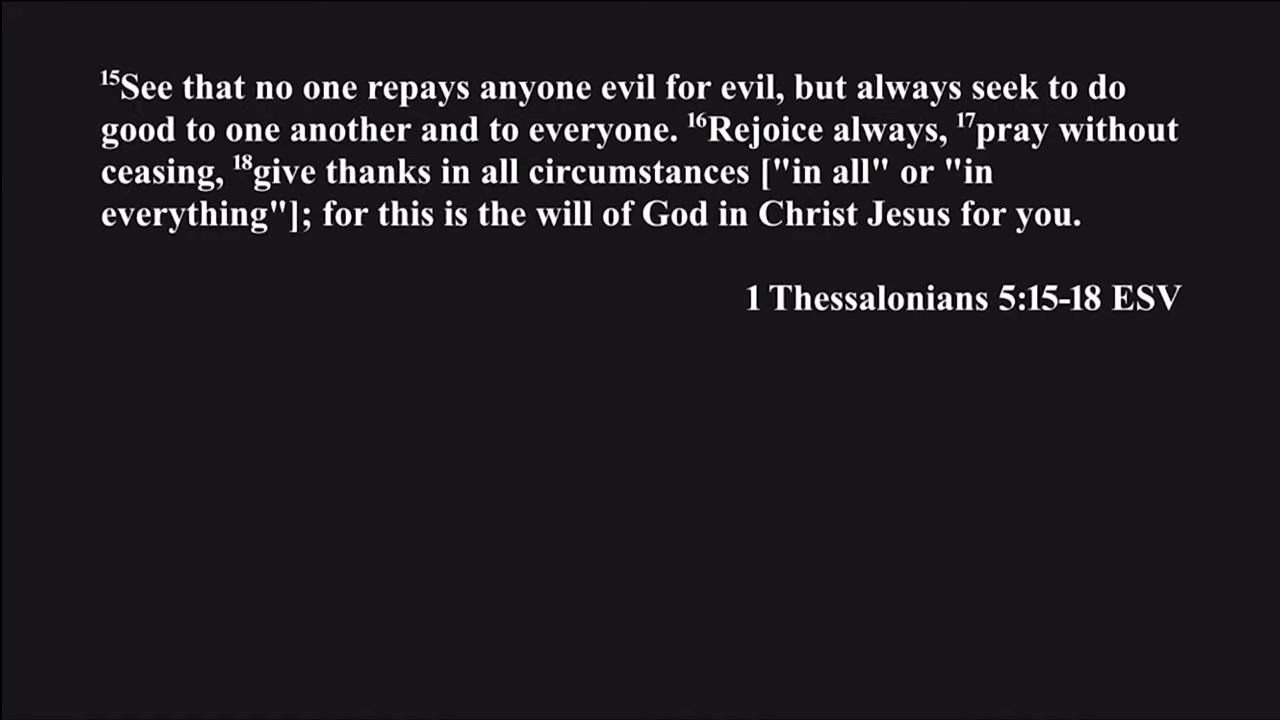 ¹⁵See that no one repays anyone evil for evil, but always seek to do
good to one another and to everyone. ¹⁶Rejoice always, ¹⁷pray without
ceasing, ¹⁸give thanks in all circumstances ["in all" or "in
everything"]; for this is the will of God in Christ Jesus for you.
1 Thessalonians 5:15-18 ESV